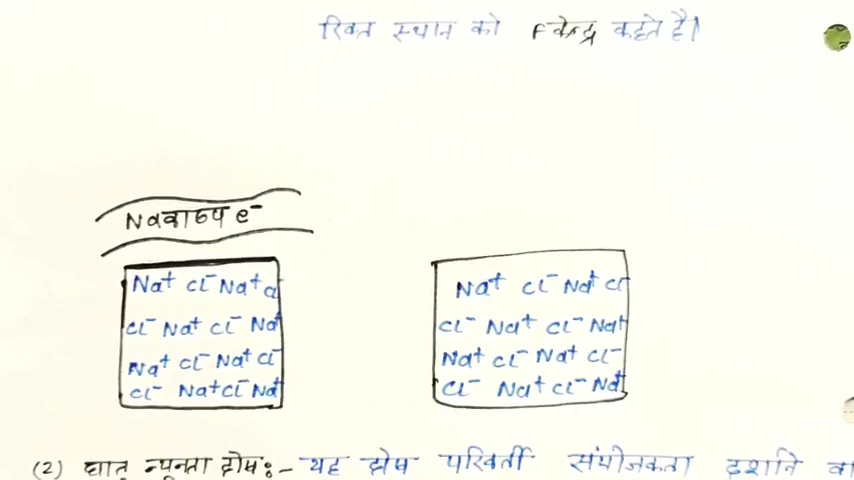 रिक्त स्थान को F केन्द्र कहते है।
Na वाष्प e⁻
Na⁺ Cl⁻ Na⁺ Cl
Cl⁻ Na⁺ Cl⁻ Na⁺
Na⁺ Cl⁻ Na⁺ Cl⁻
Cl⁻ Na⁺ Cl⁻ Na⁺
Na⁺ Cl⁻ Na⁺ Cl
Cl⁻ Na⁺ Cl⁻ Na⁺
Na⁺ Cl⁻ Na⁺ Cl⁻
Cl⁻ Na⁺ Cl⁻ Na⁺
(2) धातु न्यूनता दोष:- यह दोष परिवर्ती संयोजकता दर्शाने